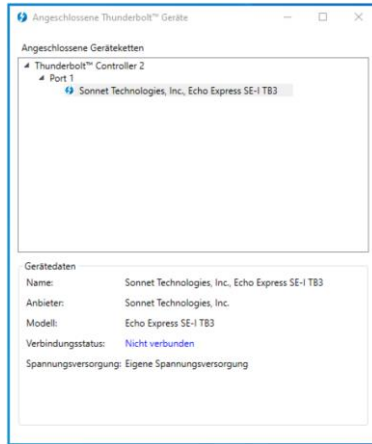 Angeschlossene Thunderbolt™ Geräte
Angeschlossene Geräteketten
Thunderbolt™ Controller 2
Port 1
Sonnet Technologies, Inc., Echo Express SE-I TB3
Gerätedaten
Name: Sonnet Technologies, Inc., Echo Express SE-I TB3
Anbieter: Sonnet Technologies, Inc.
Modell: Echo Express SE-I TB3
Verbindungsstatus: Nicht verbunden
Spannungsversorgung: Eigene Spannungsversorgung